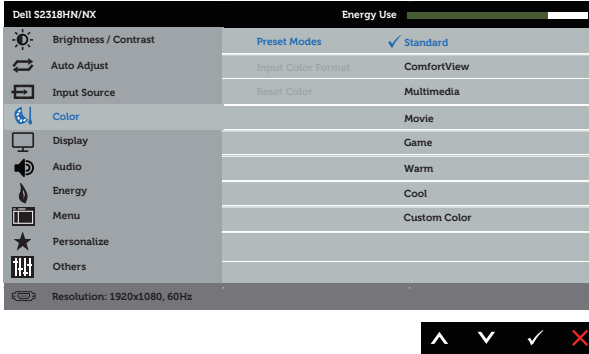 Dell S2318HN/NX Energy Use
Brightness / Contrast Preset Modes Standard
Auto Adjust Input Color Format ComfortView
Input Source Reset Color Multimedia
Color Movie
Display Game
Audio Warm
Energy Cool
Menu Custom Color
Personalize
Others
Resolution: 1920x1080, 60Hz